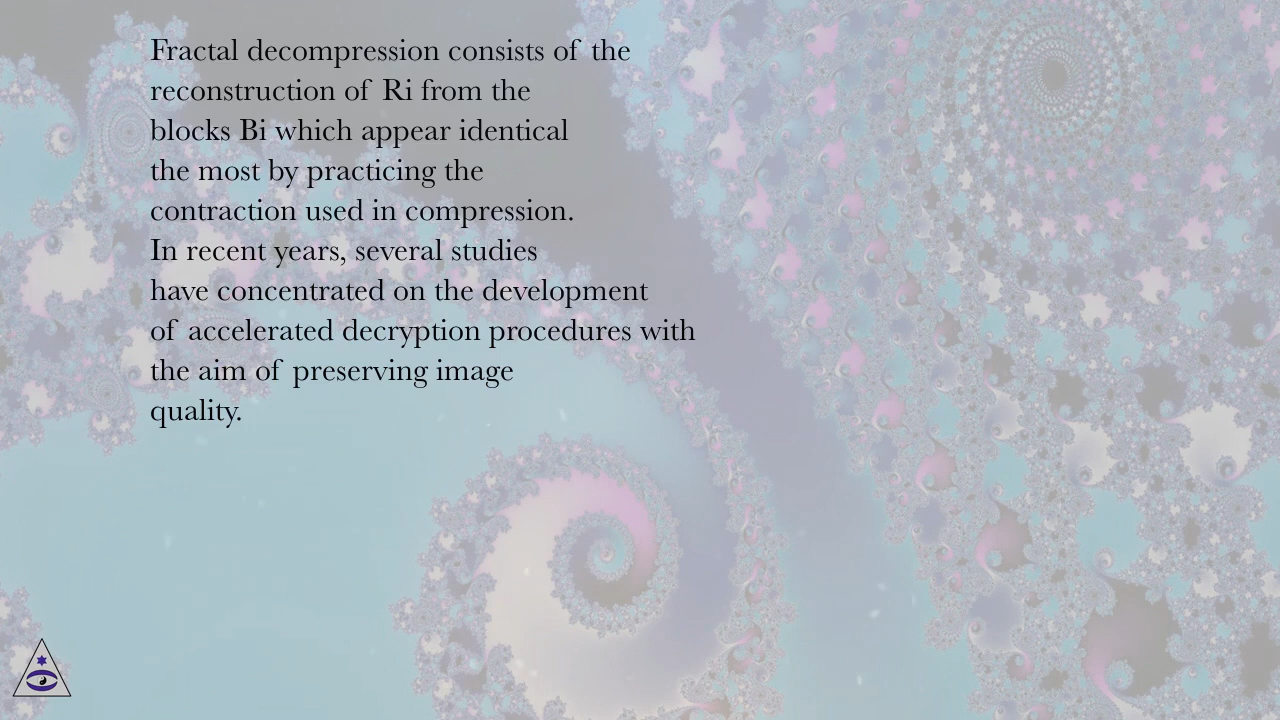 Fractal decompression consists of the
reconstruction of Ri from the
blocks Bi which appear identical
the most by practicing the
contraction used in compression.
In recent years, several studies
have concentrated on the development
of accelerated decryption procedures with
the aim of preserving image
quality.